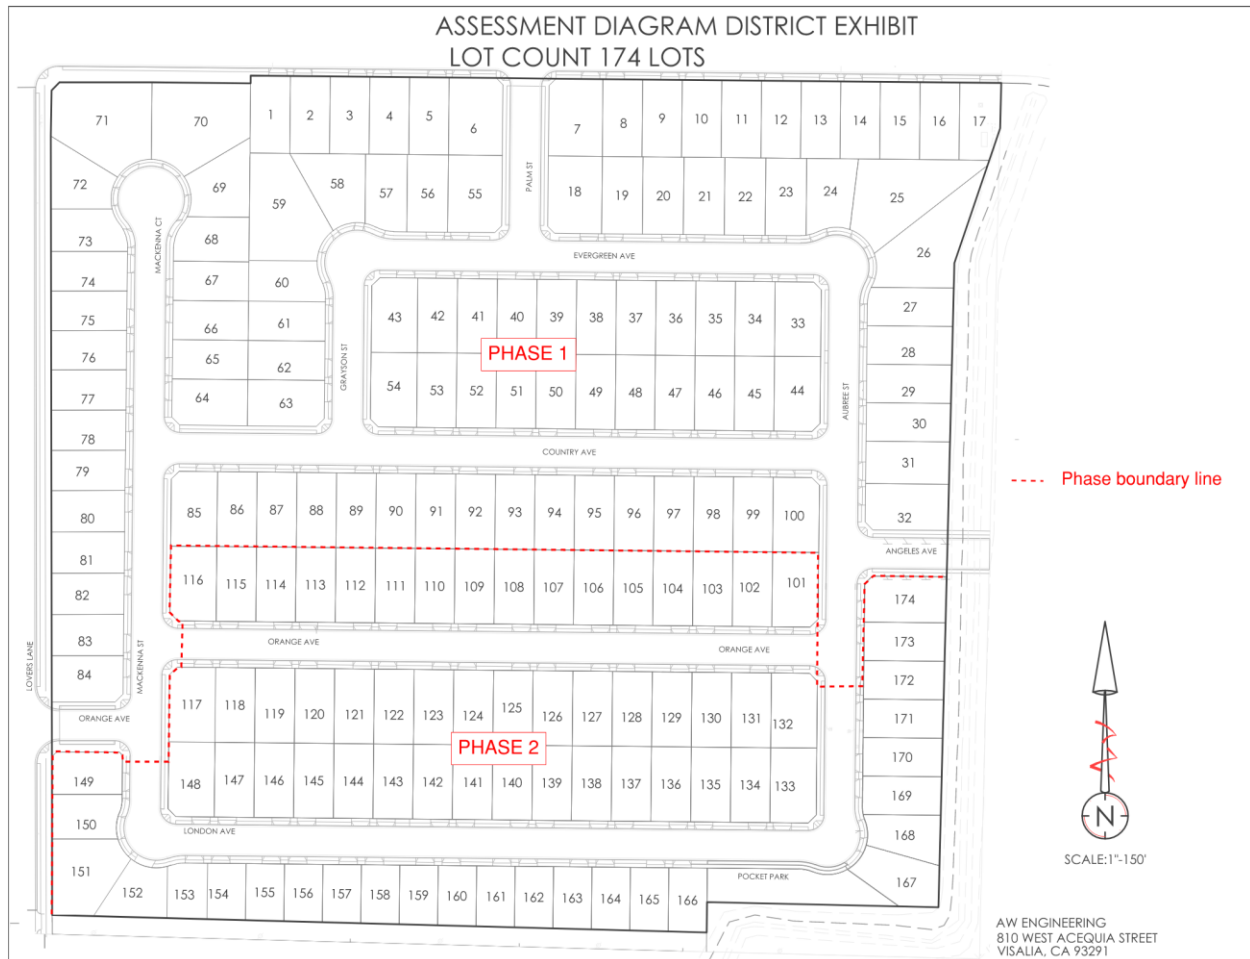 ASSESSMENT DIAGRAM DISTRICT EXHIBIT
LOT COUNT 174 LOTS
71 70 1 2 3 4 5 6 7 8 9 10 11 12 13 14 15 16 17
72 69 59 58 57 56 55 PALM ST 18 19 20 21 22 23 24 25
73 MACKENNA CT 68 EVERGREEN AVE 26
74 67 60 27
75 66 61 43 42 41 40 39 38 37 36 35 34 33
76 65 62 GRAYSON ST PHASE 1 28
77 64 63 54 53 52 51 50 49 48 47 46 45 44 AUBREE ST 29
78 30
79 COUNTRY AVE 31
Phase boundary line
80 85 86 87 88 89 90 91 92 93 94 95 96 97 98 99 100 32
81 ANGELES AVE
82 116 115 114 113 112 111 110 109 108 107 106 105 104 103 102 101 174
83 ORANGE AVE ORANGE AVE 173
LOVERS LANE 84 MACKENNA ST 172
117 118 119 120 121 122 123 124 125 126 127 128 129 130 131 132 171
ORANGE AVE
PHASE 2 170
149 148 147 146 145 144 143 142 141 140 139 138 137 136 135 134 133 169
150 LONDON AVE 168
151 POCKET PARK 167
152 153 154 155 156 157 158 159 160 161 162 163 164 165 166
N
SCALE:1"-150'
AW ENGINEERING
810 WEST ACEQUIA STREET
VISALIA, CA 93291